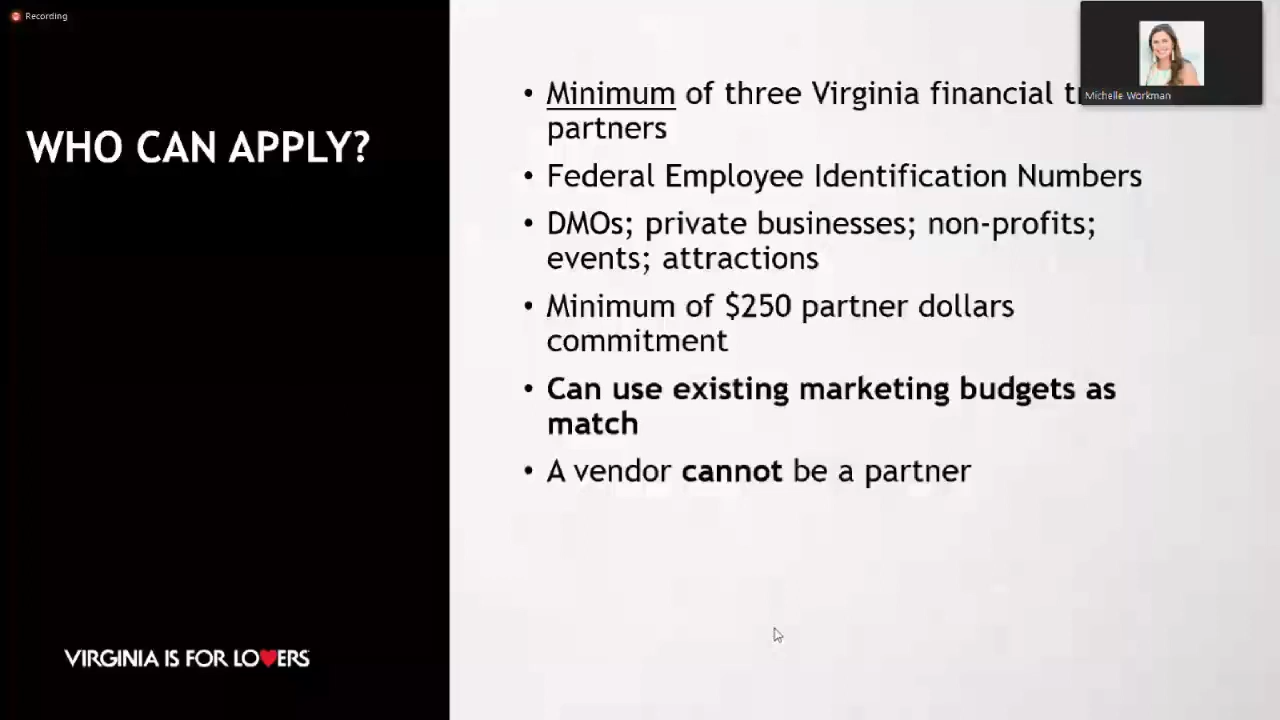 Recording
Michelle Workman
WHO CAN APPLY?
• Minimum of three Virginia financial
partners
• Federal Employee Identification Numbers
• DMOs; private businesses; non-profits;
events; attractions
• Minimum of $250 partner dollars
commitment
• Can use existing marketing budgets as
match
• A vendor cannot be a partner
VIRGINIA IS FOR LO♥ERS